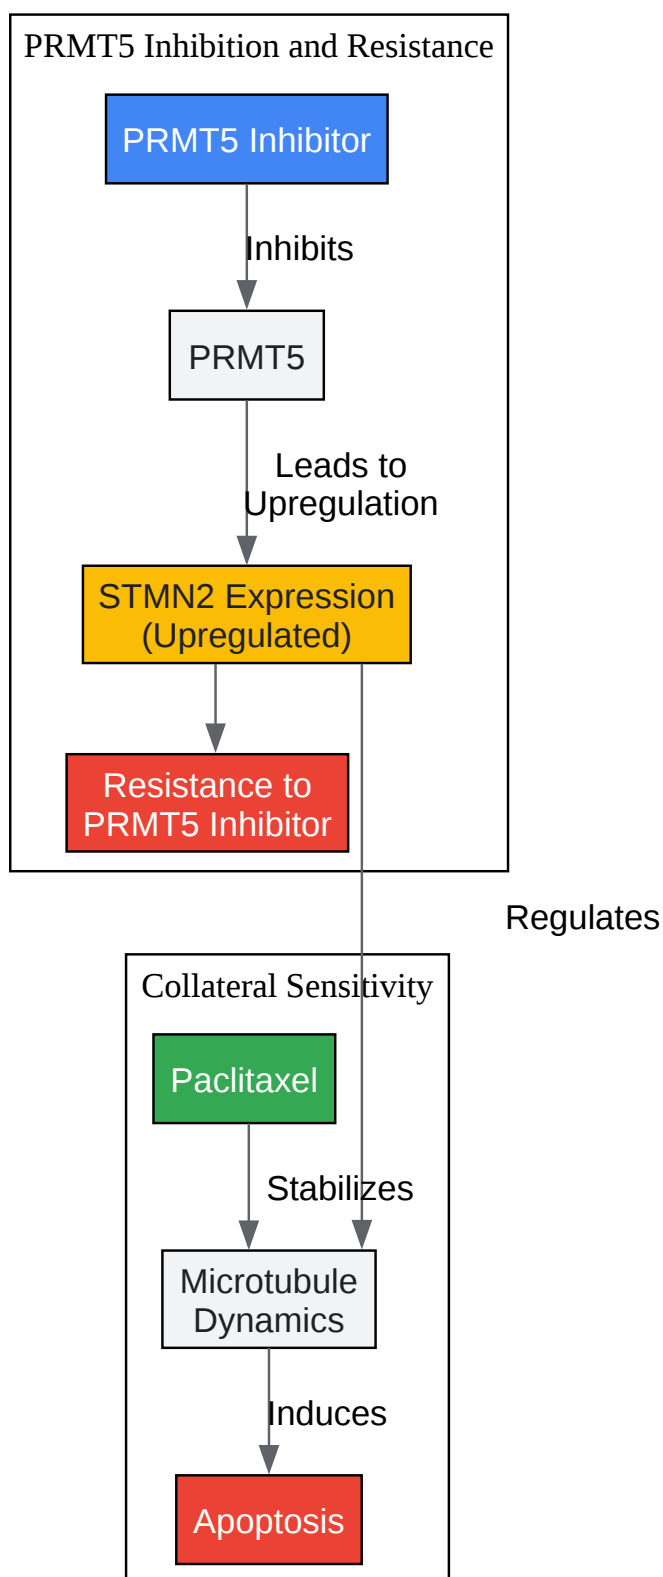 PRMT5 Inhibition and Resistance
PRMT5 Inhibitor
Inhibits
PRMT5
Leads to
Upregulation
STMN2 Expression
(Upregulated)
Resistance to
PRMT5 Inhibitor
Regulates
Collateral Sensitivity
Paclitaxel
Stabilizes
Microtubule
Dynamics
Induces
Apoptosis